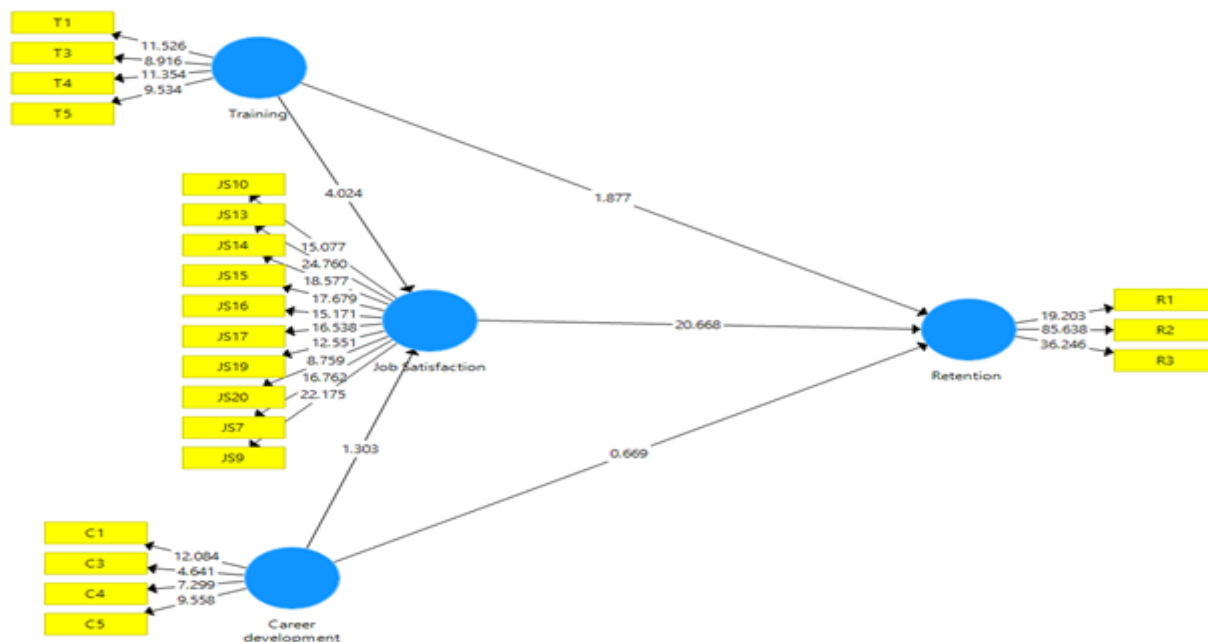 T1
T3
T4
T5
11.526
8.916
11.354
9.534
Training
4.024
1.877
JS10
JS13
JS14
JS15
JS16
JS17
JS19
JS20
JS7
JS9
15.077
24.760
18.577
17.679
15.171
16.538
12.551
8.759
16.762
22.175
Job Satisfaction
20.668
19.203
85.638
36.246
R1
R2
R3
Retention
1.303
0.669
C1
C3
C4
C5
12.084
4.641
7.299
9.558
Career
development